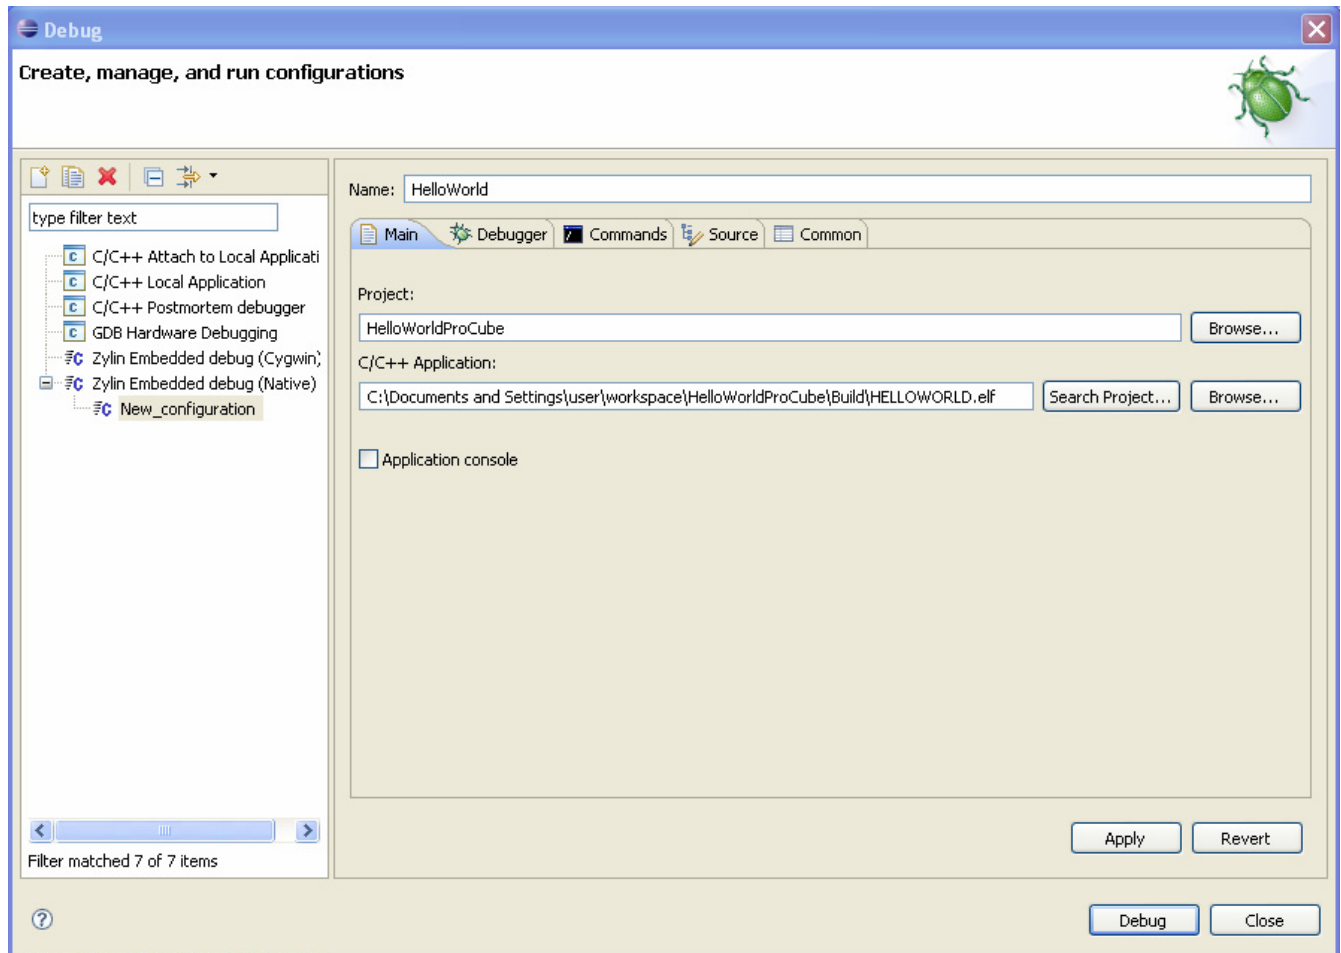 Debug
Create, manage, and run configurations
type filter text
C/C++ Attach to Local Applicati
C/C++ Local Application
C/C++ Postmortem debugger
GDB Hardware Debugging
Zylin Embedded debug (Cygwin)
Zylin Embedded debug (Native)
New_configuration
Filter matched 7 of 7 items
Name: HelloWorld
Main Debugger Commands Source Common
Project:
HelloWorldProCube Browse...
C/C++ Application:
C:\Documents and Settings\user\workspace\HelloWorldProCube\Build\HELLOWORLD.elf Search Project... Browse...
Application console
Apply Revert
Debug Close